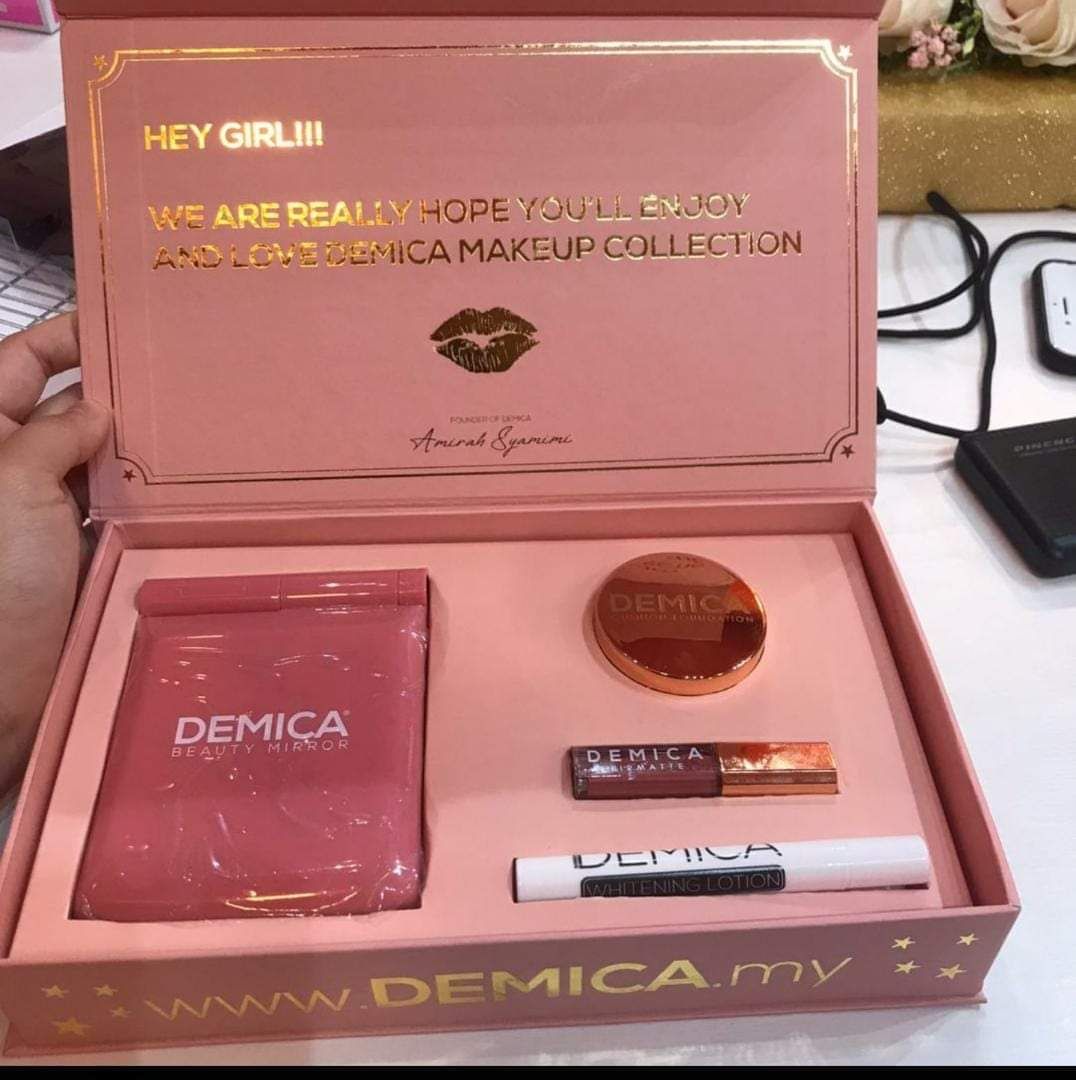 HEY GIRL!!!
WE ARE REALLY HOPE YOU'LL ENJOY
AND LOVE DEMICA MAKEUP COLLECTION
FOUNDER OF DEMICA
Amirah Syamimi
DEMICA
BEAUTY MIRROR
DEMICA
CUSHION FOUNDATION
DEMICA
DEMICA
WHITENING LOTION
www.DEMICA.my